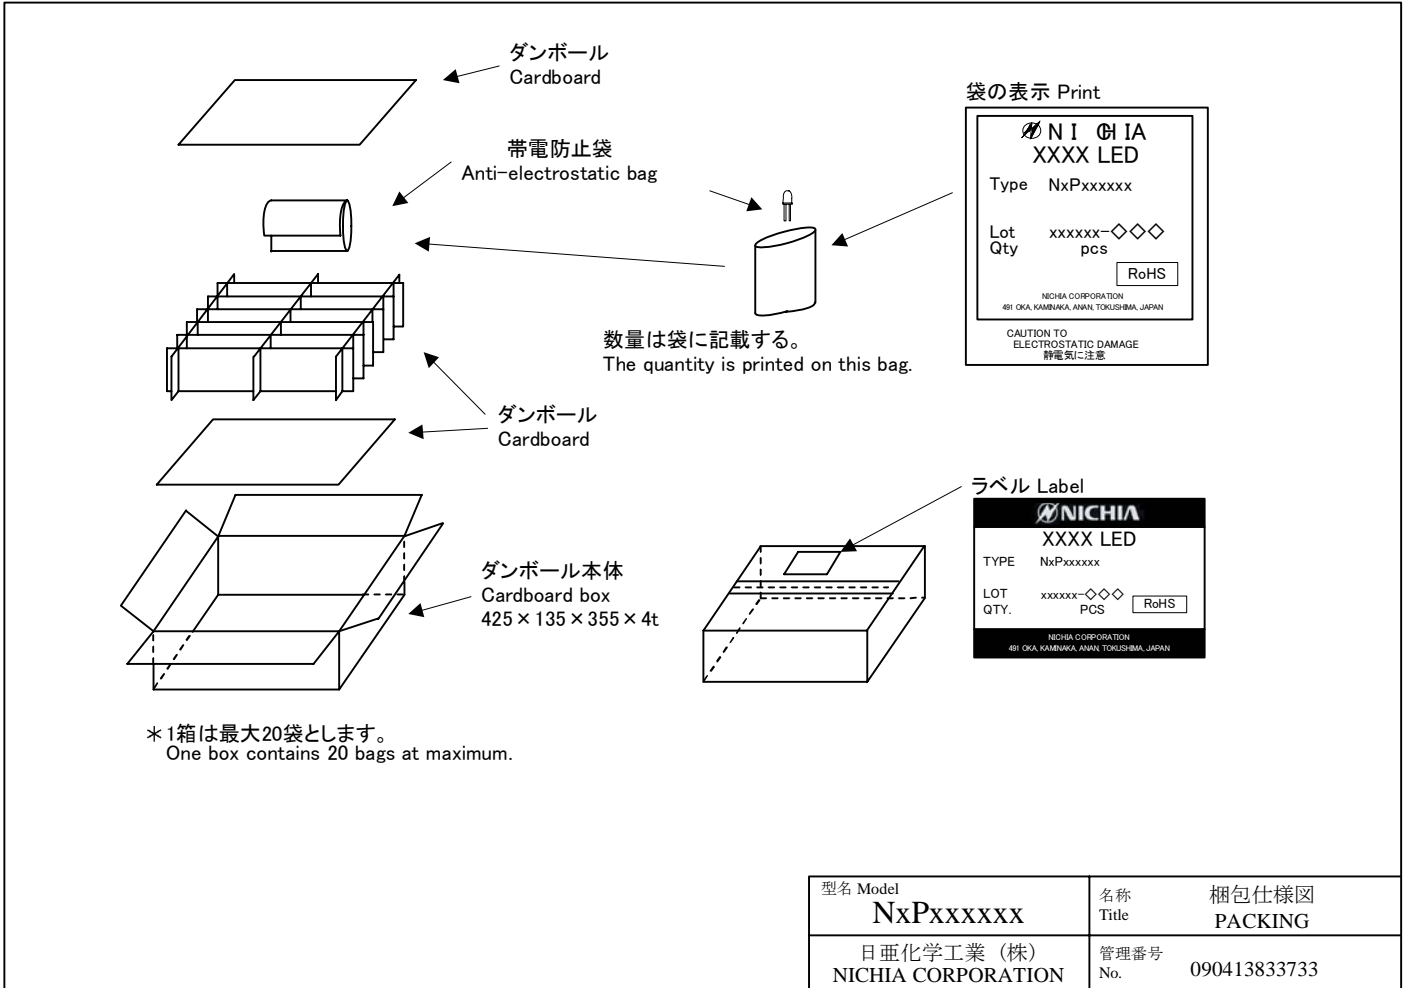 ダンボール
Cardboard
帯電防止袋
Anti-electrostatic bag
袋の表示 Print
NICHIA
XXXX LED
Type NxPxxxxxx
Lot xxxxxx-◇◇◇
Qty pcs
RoHS
NICHIA CORPORATION
491 OKA, KAMINAKA, ANAN, TOKUSHIMA, JAPAN
CAUTION TO
ELECTROSTATIC DAMAGE
静電気に注意
数量は袋に記載する。
The quantity is printed on this bag.
ダンボール
Cardboard
ラベル Label
NICHIA
XXXX LED
TYPE NxPxxxxxx
LOT xxxxxx-◇◇◇
QTY. PCS RoHS
NICHIA CORPORATION
491 OKA, KAMINAKA, ANAN, TOKUSHIMA, JAPAN
ダンボール本体
Cardboard box
425×135×355×4t
*1箱は最大20袋とします。
One box contains 20 bags at maximum.
型名 Model
NxPxxxxxx
名称 梱包仕様図
Title PACKING
日亜化学工業 (株)
NICHIA CORPORATION
管理番号
No. 090413833733